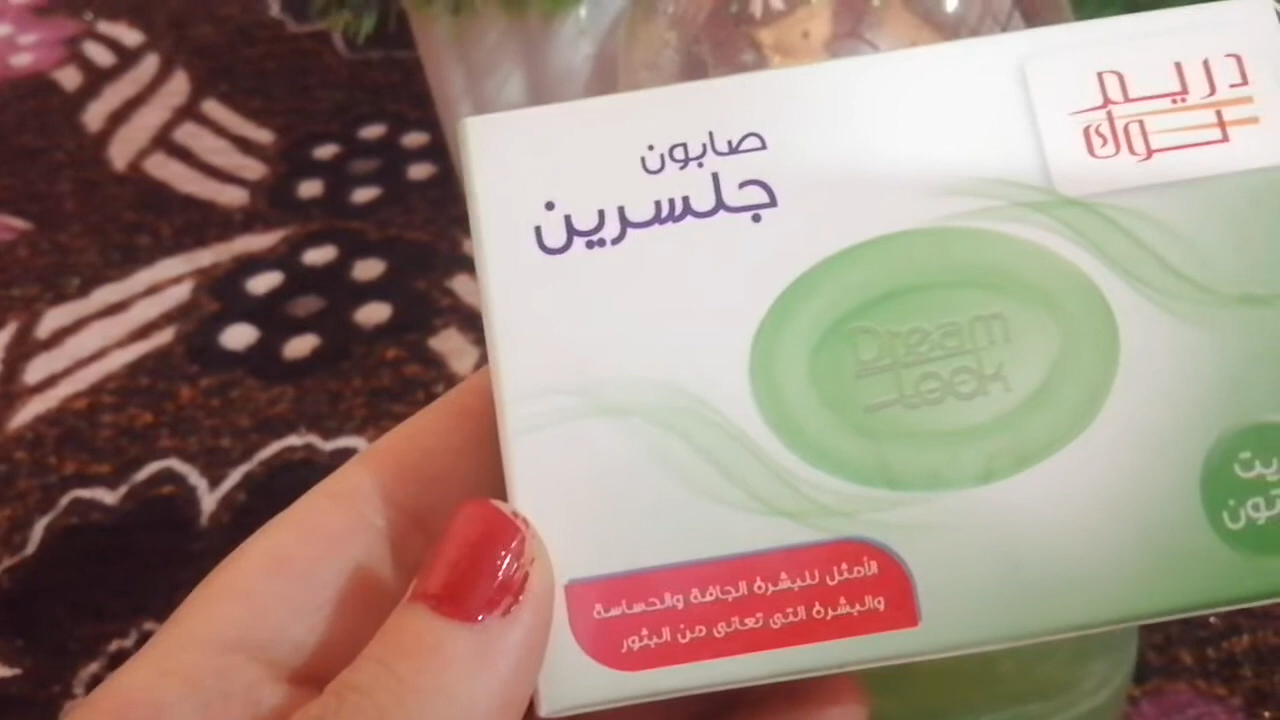 دريم
لوك
صابون
جلسرين
Dream
Look
الأمثل للبشرة الجافة والحساسة
والبشرة التى تعانى من البثور